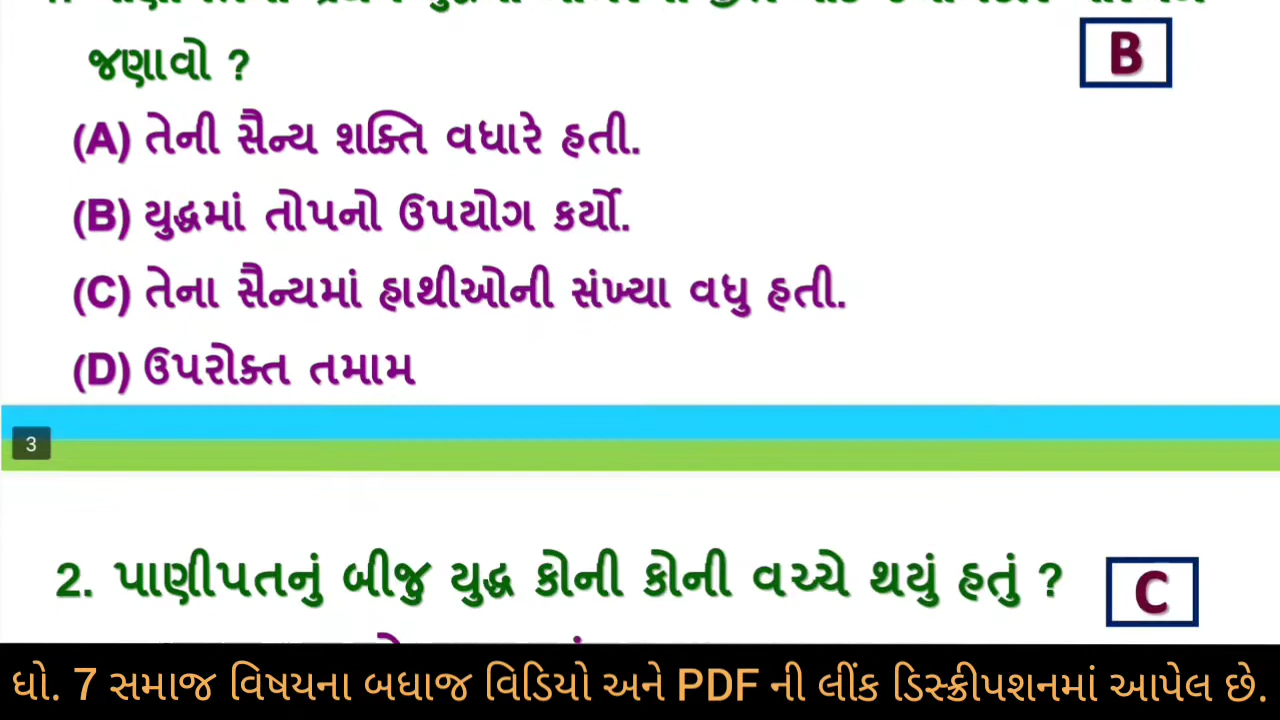 જણાવો ?
B
(A) તેની સૈન્ય શક્તિ વધારે હતી.
(B) યુદ્ધમાં તોપનો ઉપયોગ કર્યો.
(C) તેના સૈન્યમાં હાથીઓની સંખ્યા વધુ હતી.
(D) ઉપરોક્ત તમામ
3
2. પાણીપતનું બીજુ યુદ્ધ કોની કોની વચ્ચે થયું હતું ?
C
ધો. 7 સમાજ વિષયના બધાજ વિડિયો અને PDF ની લીંક ડિસ્ક્રીપશનમાં આપેલ છે.